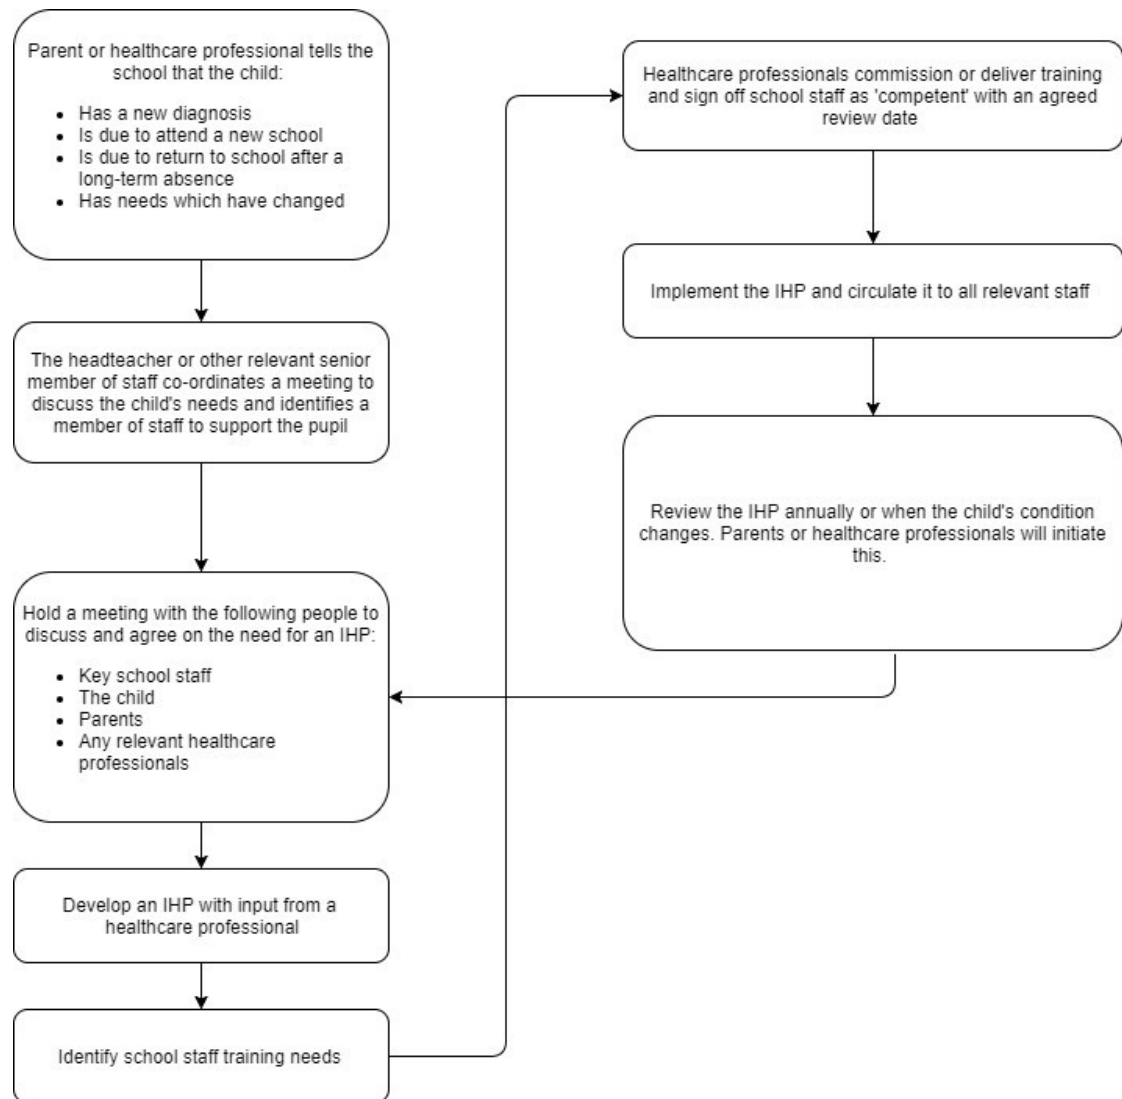 Parent or healthcare professional tells the
school that the child:
• Has a new diagnosis
• Is due to attend a new school
• Is due to return to school after a
long-term absence
• Has needs which have changed
The headteacher or other relevant senior
member of staff co-ordinates a meeting to
discuss the child's needs and identifies a
member of staff to support the pupil
Hold a meeting with the following people to
discuss and agree on the need for an IHP:
• Key school staff
• The child
• Parents
• Any relevant healthcare
professionals
Develop an IHP with input from a
healthcare professional
Identify school staff training needs
Healthcare professionals commission or deliver training
and sign off school staff as 'competent' with an agreed
review date
Implement the IHP and circulate it to all relevant staff
Review the IHP annually or when the child's condition
changes. Parents or healthcare professionals will initiate
this.